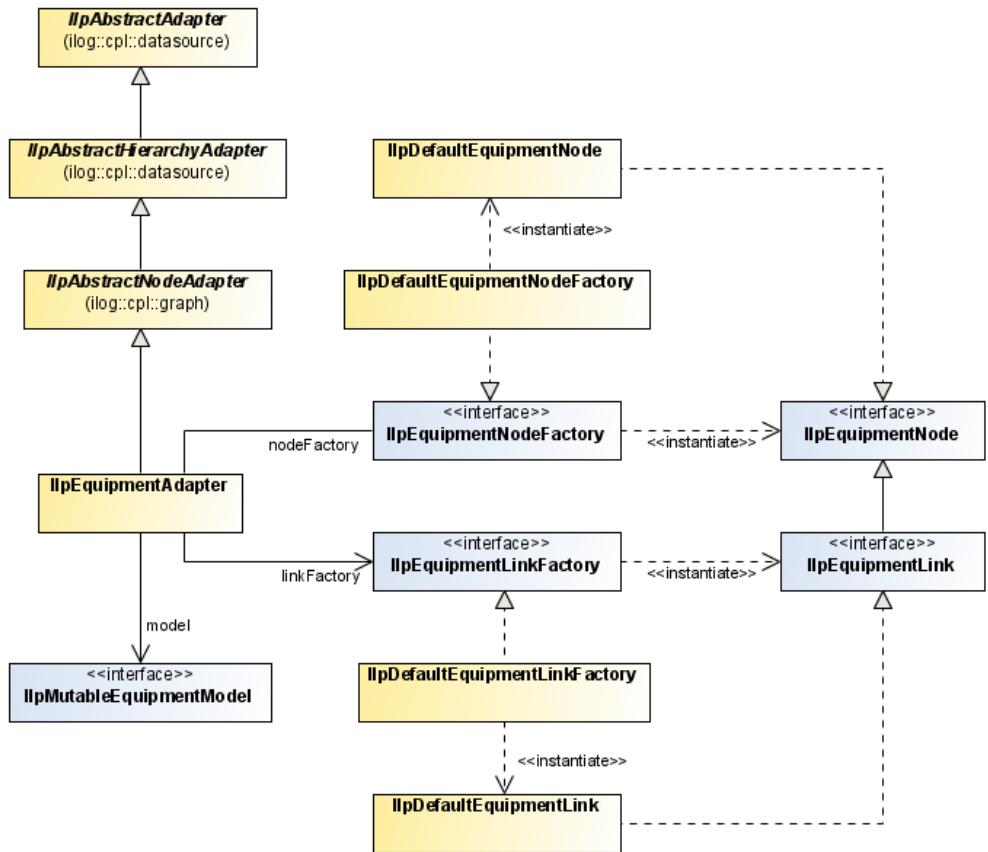 IlpAbstractAdapter
(ilog::cpl::datasource)
IlpAbstractHierarchyAdapter
(ilog::cpl::datasource)
IlpDefaultEquipmentNode
<<instantiate>>
IlpAbstractNodeAdapter
(ilog::cpl::graph)
IlpDefaultEquipmentNodeFactory
<<interface>>
IlpEquipmentNodeFactory
<<interface>>
IlpEquipmentNode
nodeFactory
<<instantiate>>
IlpEquipmentAdapter
<<interface>>
IlpEquipmentLinkFactory
<<interface>>
IlpEquipmentLink
linkFactory
<<instantiate>>
model
<<interface>>
IlpMutableEquipmentModel
IlpDefaultEquipmentLinkFactory
<<instantiate>>
IlpDefaultEquipmentLink